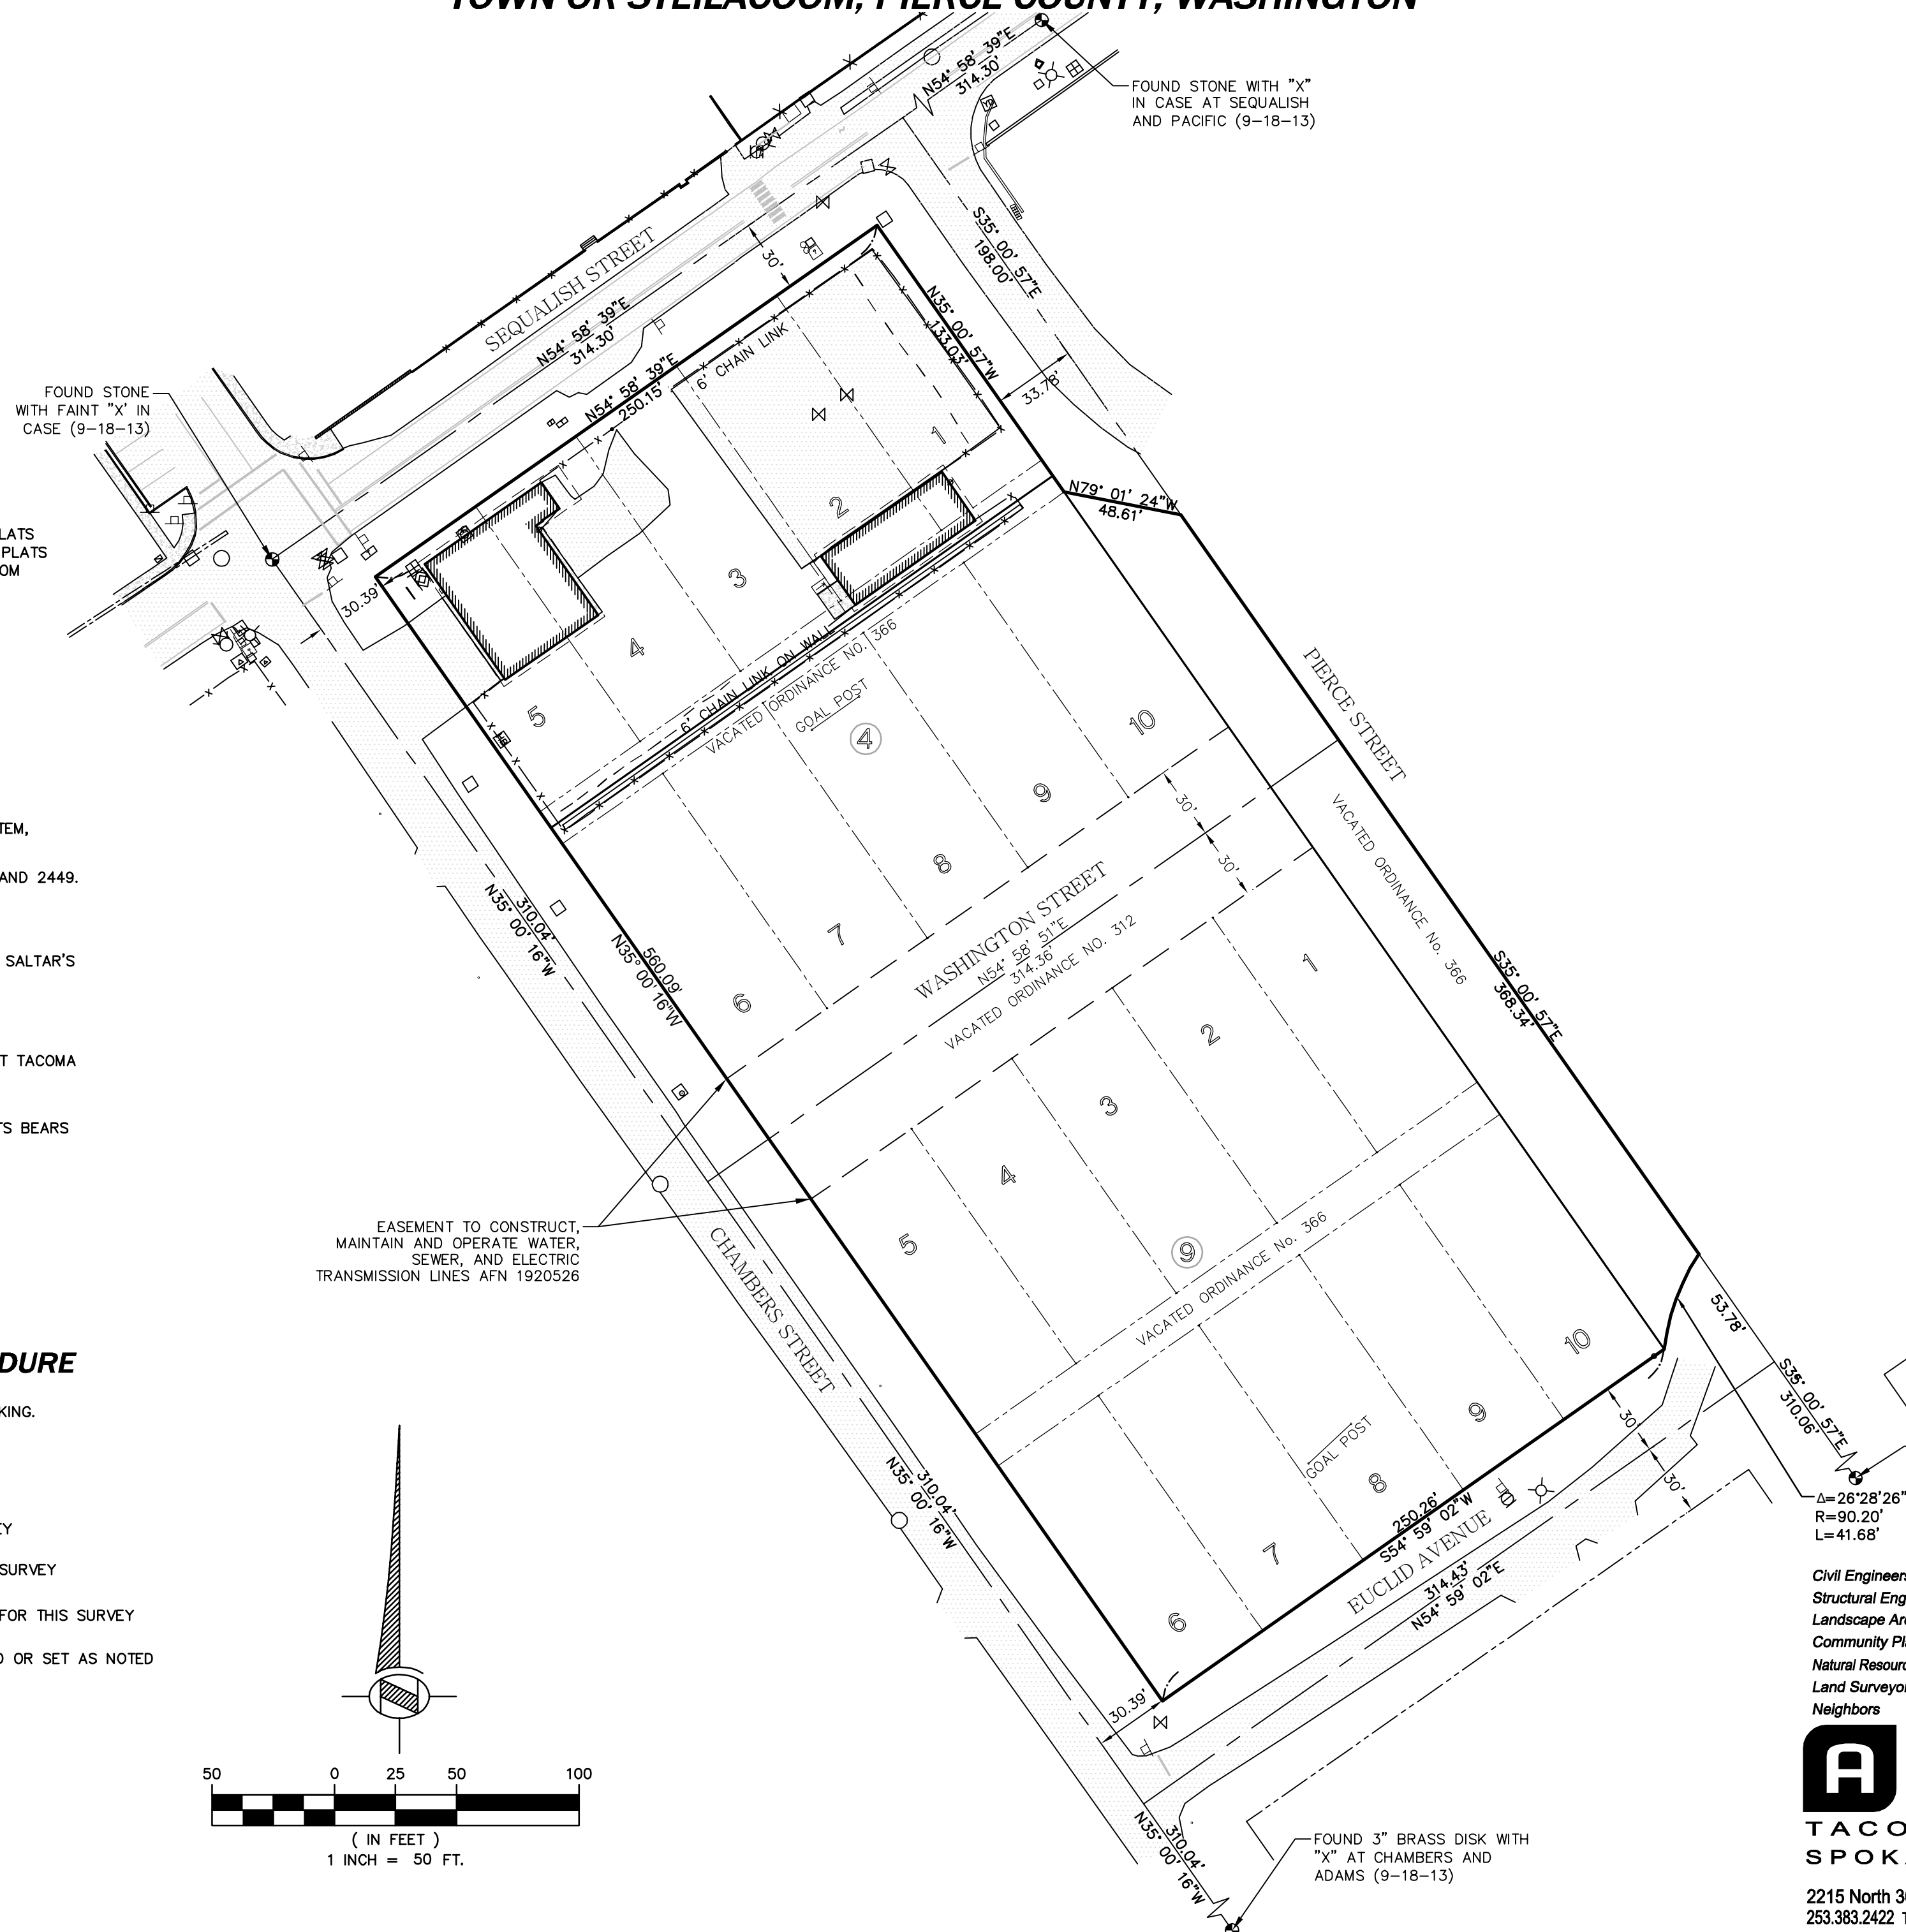 TOWN OR STEILACOOM, PIERCE COUNTY, WASHINGTON
N54° 58' 39"E
314.30'
FOUND STONE WITH "X"
IN CASE AT SEQUALISH
AND PACIFIC (9-18-13)
S35° 00' 57"E
198.00'
SEQUALISH STREET
30'
N54° 58' 39"E
314.30'
N35° 00' 57"W
133.03'
6' CHAIN LINK
N54° 58' 39"E
250.15'
33.78'
FOUND STONE
WITH FAINT "X' IN
CASE (9-18-13)
1
2
3
4
5
N79° 01' 24"W
48.61'
LATS
PLATS
OM
30.39'
6' CHAIN LINK ON WALL
VACATED ORDINANCE No. 366
GOAL POST
4
10
9
8
7
6
PIERCE STREET
30'
30'
VACATED ORDINANCE No. 366
TEM,
AND 2449.
SALTAR'S
T TACOMA
TS BEARS
310.04'
N35° 00' 16"W
560.09'
N35° 00' 16"W
WASHINGTON STREET
N54° 58' 51"E
314.36'
VACATED ORDINANCE NO. 312
S35° 00' 57"E
368.34'
1
2
3
4
5
EASEMENT TO CONSTRUCT,
MAINTAIN AND OPERATE WATER,
SEWER, AND ELECTRIC
TRANSMISSION LINES AFN 1920526
CHAMBERS STREET
9
VACATED ORDINANCE No. 366
10
9
8
7
6
GOAL POST
53.78'
S35° 00' 57"E
310.06'
30'
30'
Δ=26°28'26"
R=90.20'
L=41.68'
250.26'
S54° 59' 02"W
EUCLID AVENUE
314.43'
N54° 59' 02"E
310.04'
N35° 00' 16"W
30.39'
310.04'
N35° 00' 16"W
FOUND 3" BRASS DISK WITH
"X" AT CHAMBERS AND
ADAMS (9-18-13)
DURE
KING.
EY
SURVEY
FOR THIS SURVEY
D OR SET AS NOTED
50 0 25 50 100
( IN FEET )
1 INCH = 50 FT.
Civil Engineers
Structural Eng
Landscape Arc
Community Pla
Natural Resourc
Land Surveyor
Neighbors
A
TACO
SPOK
2215 North 30
253.383.2422 T